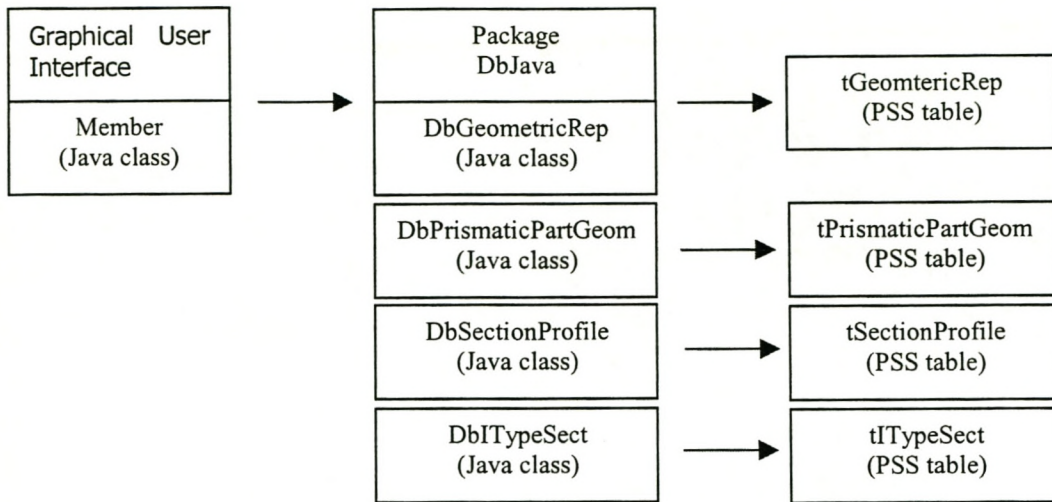 Graphical User
Interface
Member
(Java class)
Package
DbJava
DbGeometricRep
(Java class)
tGeomtericRep
(PSS table)
DbPrismaticPartGeom
(Java class)
tPrismaticPartGeom
(PSS table)
DbSectionProfile
(Java class)
tSectionProfile
(PSS table)
DbITypeSect
(Java class)
tITypeSect
(PSS table)